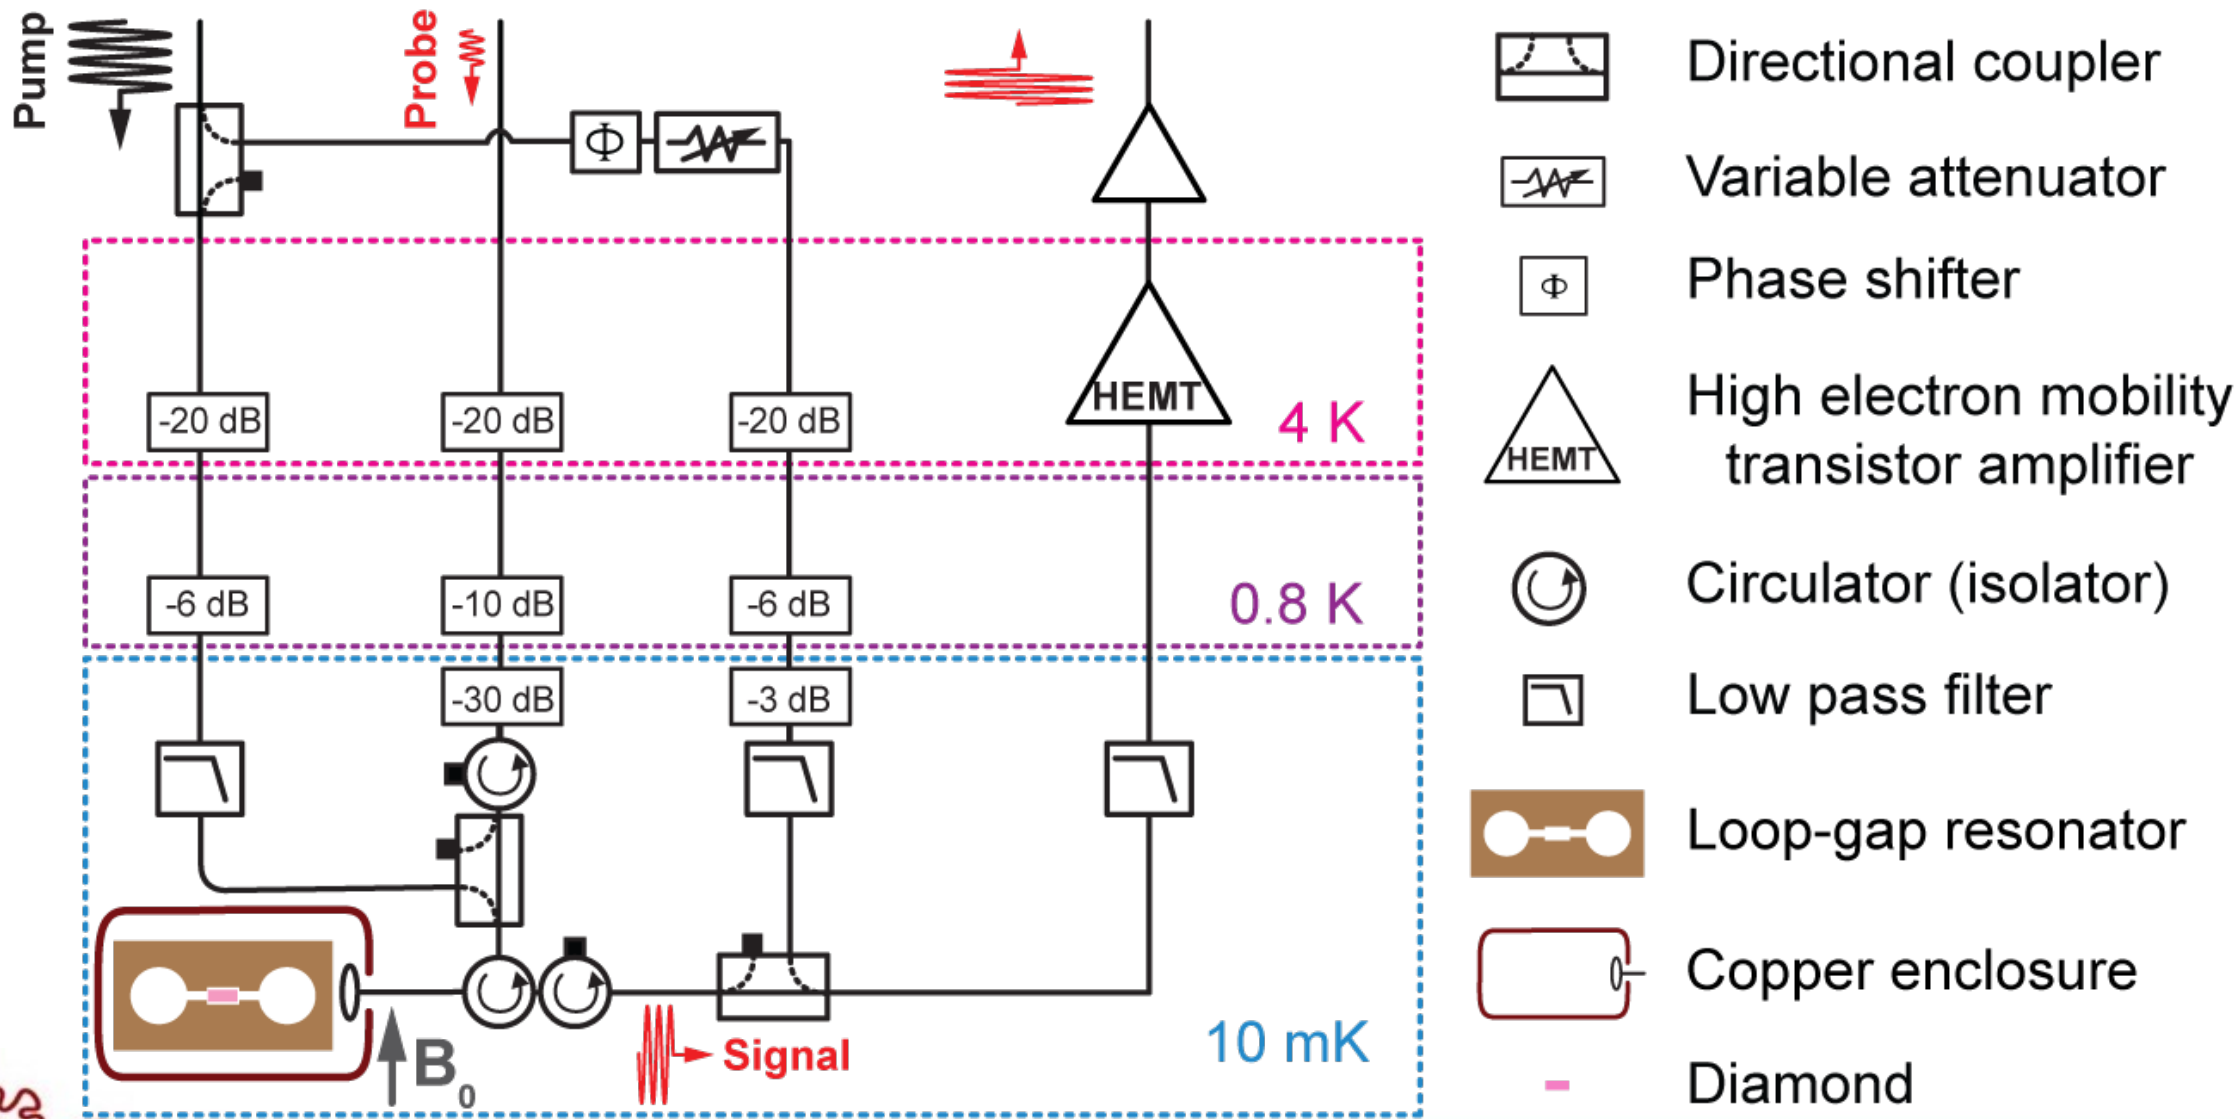 Pump
Probe
Φ
-20 dB
-20 dB
-20 dB
HEMT
4 K
-6 dB
-10 dB
-6 dB
0.8 K
-30 dB
-3 dB
B0
Signal
10 mK
Directional coupler
Variable attenuator
Φ
Phase shifter
HEMT
High electron mobility
transistor amplifier
Circulator (isolator)
Low pass filter
Loop-gap resonator
Copper enclosure
Diamond